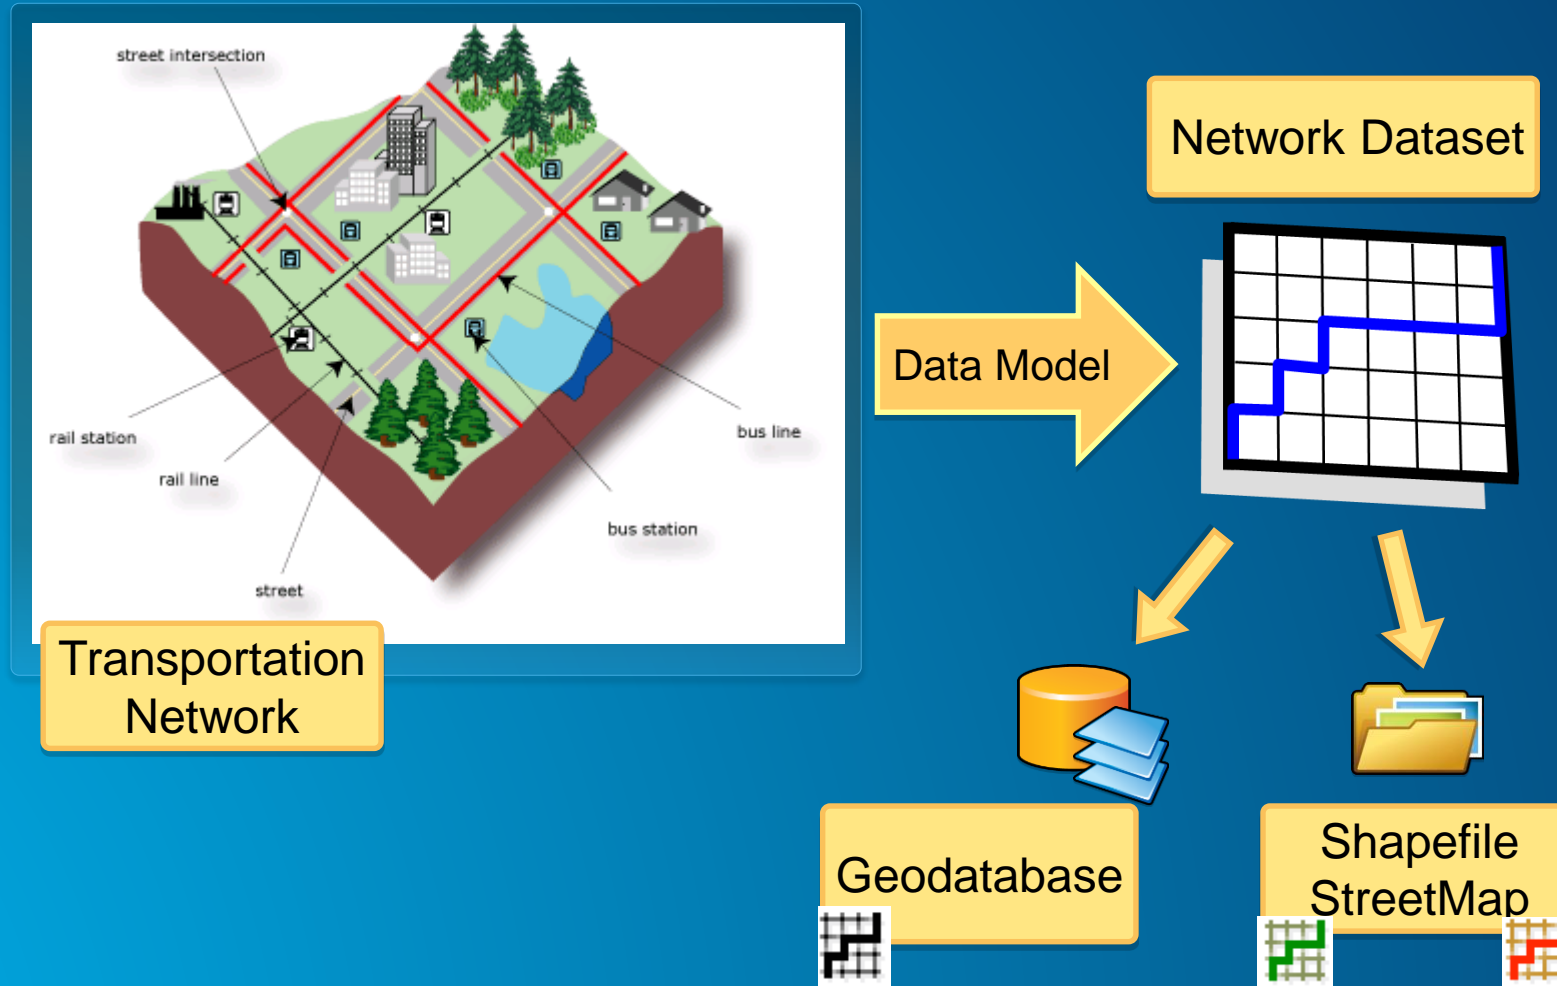 street intersection
rail station
rail line
street
bus station
bus line
Transportation
Network
Data Model
Network Dataset
Geodatabase
Shapefile
StreetMap